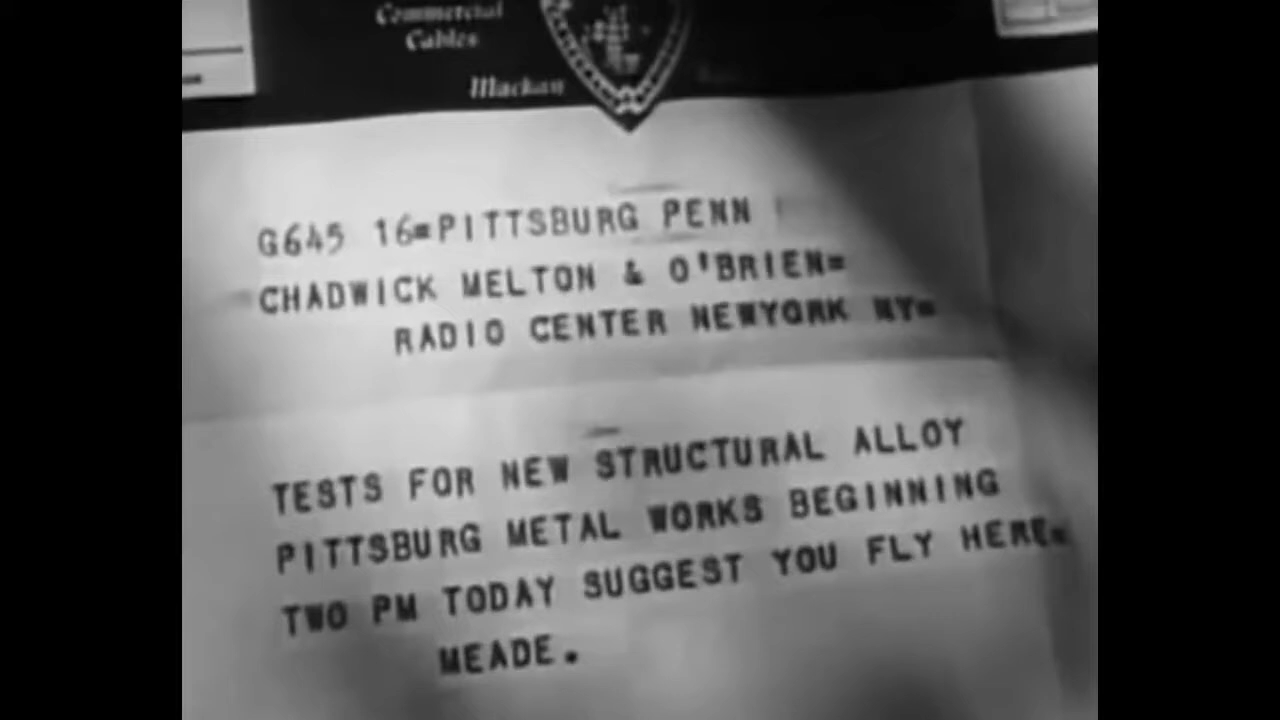 Commercial
Cables
Mackay
G645 16=PITTSBURG PENN
CHADWICK MELTON & O'BRIEN=
RADIO CENTER NEWYORK NY=
TESTS FOR NEW STRUCTURAL ALLOY
PITTSBURG METAL WORKS BEGINNING
TWO PM TODAY SUGGEST YOU FLY HERE=
MEADE.